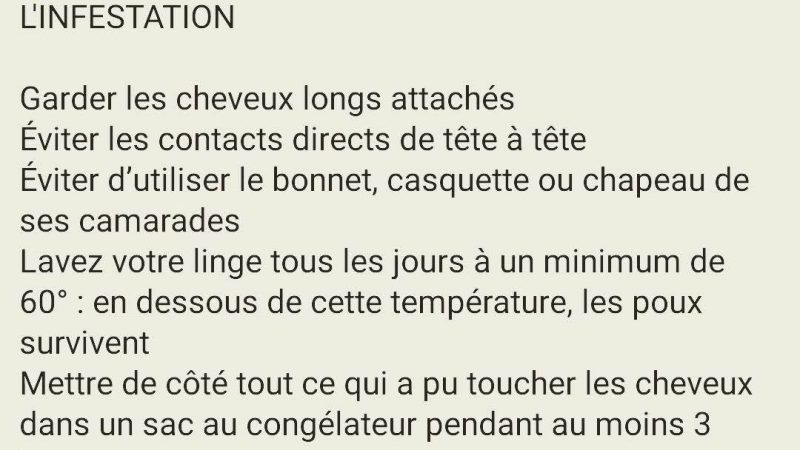 L'INFESTATION
Garder les cheveux longs attachés
Éviter les contacts directs de tête à tête
Éviter d’utiliser le bonnet, casquette ou chapeau de
ses camarades
Lavez votre linge tous les jours à un minimum de
60° : en dessous de cette température, les poux
survivent
Mettre de côté tout ce qui a pu toucher les cheveux
dans un sac au congélateur pendant au moins 3